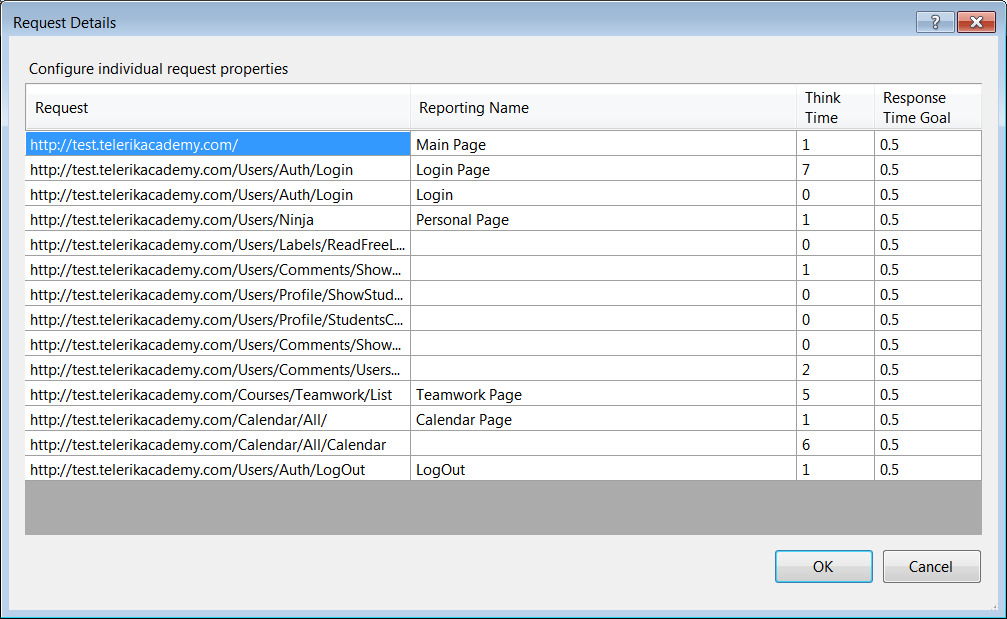 Request Details
?
Configure individual request properties
Request Reporting Name Think Time Response Time Goal
http://test.telerikacademy.com/ Main Page 1 0.5
http://test.telerikacademy.com/Users/Auth/Login Login Page 7 0.5
http://test.telerikacademy.com/Users/Auth/Login Login 0 0.5
http://test.telerikacademy.com/Users/Ninja Personal Page 1 0.5
http://test.telerikacademy.com/Users/Labels/ReadFreeL... 0 0.5
http://test.telerikacademy.com/Users/Comments/Show... 1 0.5
http://test.telerikacademy.com/Users/Profile/ShowStud... 0 0.5
http://test.telerikacademy.com/Users/Profile/StudentsC... 0 0.5
http://test.telerikacademy.com/Users/Comments/Show... 0 0.5
http://test.telerikacademy.com/Users/Comments/Users... 2 0.5
http://test.telerikacademy.com/Courses/Teamwork/List Teamwork Page 5 0.5
http://test.telerikacademy.com/Calendar/All/ Calendar Page 1 0.5
http://test.telerikacademy.com/Calendar/All/Calendar 6 0.5
http://test.telerikacademy.com/Users/Auth/LogOut LogOut 1 0.5
OK Cancel